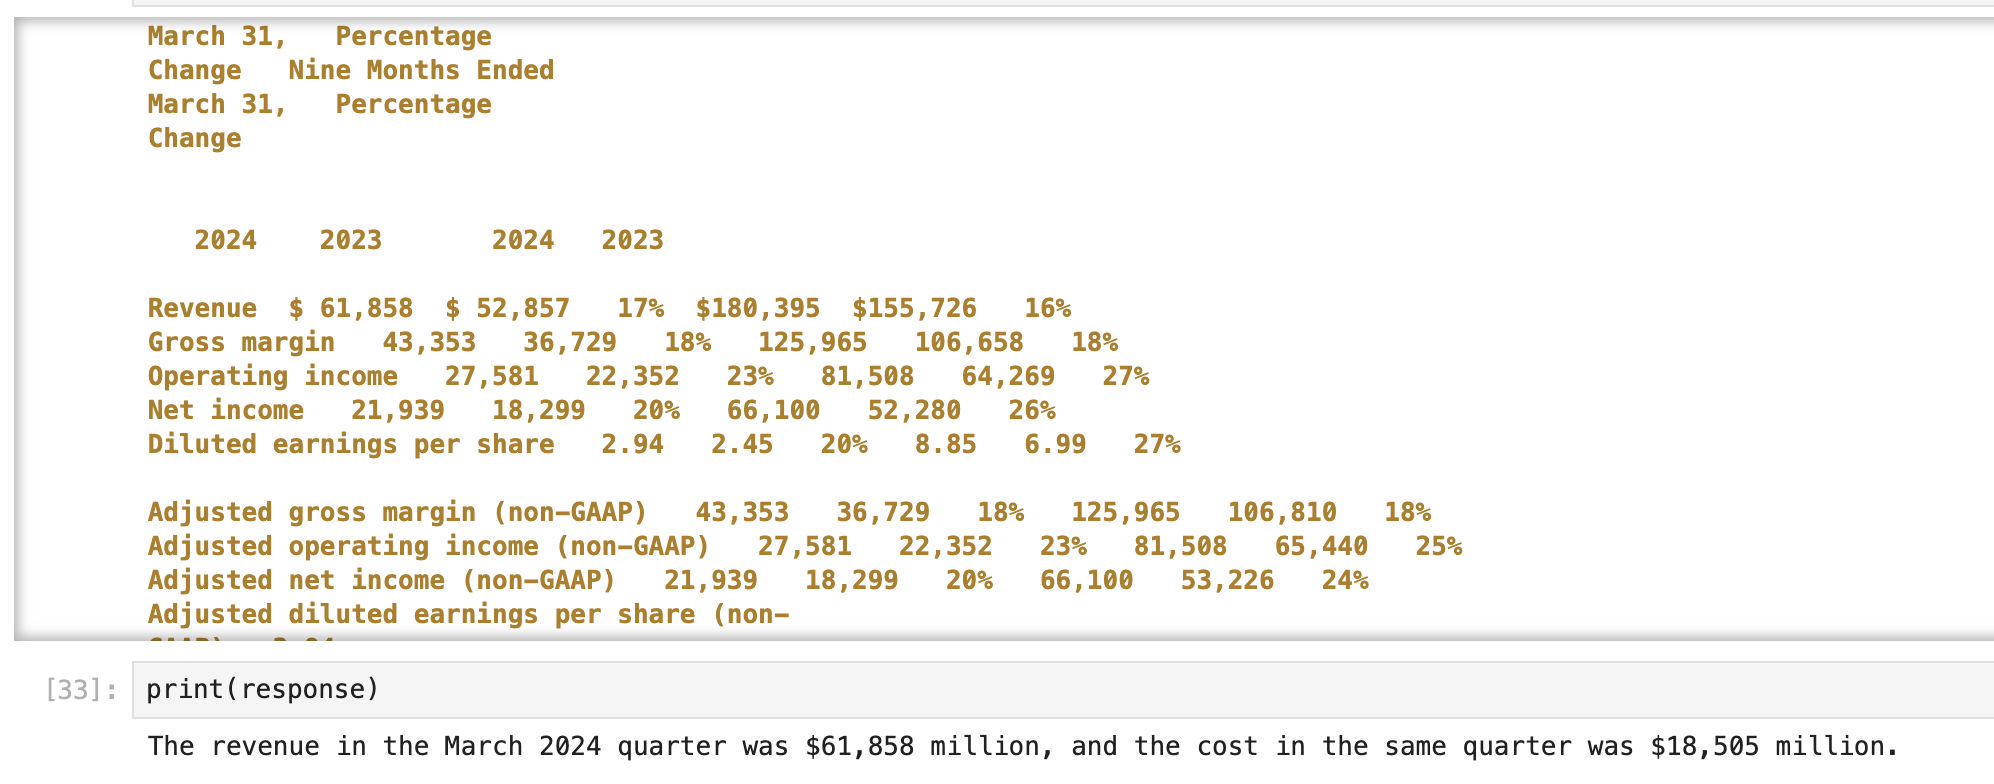 March 31,   Percentage
Change   Nine Months Ended
March 31,   Percentage
Change
2024    2023       2024   2023
Revenue  $ 61,858  $ 52,857   17%  $180,395  $155,726   16%
Gross margin   43,353   36,729   18%   125,965   106,658   18%
Operating income   27,581   22,352   23%   81,508   64,269   27%
Net income   21,939   18,299   20%   66,100   52,280   26%
Diluted earnings per share   2.94   2.45   20%   8.85   6.99   27%
Adjusted gross margin (non-GAAP)   43,353   36,729   18%   125,965   106,810   18%
Adjusted operating income (non-GAAP)   27,581   22,352   23%   81,508   65,440   25%
Adjusted net income (non-GAAP)   21,939   18,299   20%   66,100   53,226   24%
Adjusted diluted earnings per share (non-
[33]: print(response)
The revenue in the March 2024 quarter was $61,858 million, and the cost in the same quarter was $18,505 million.